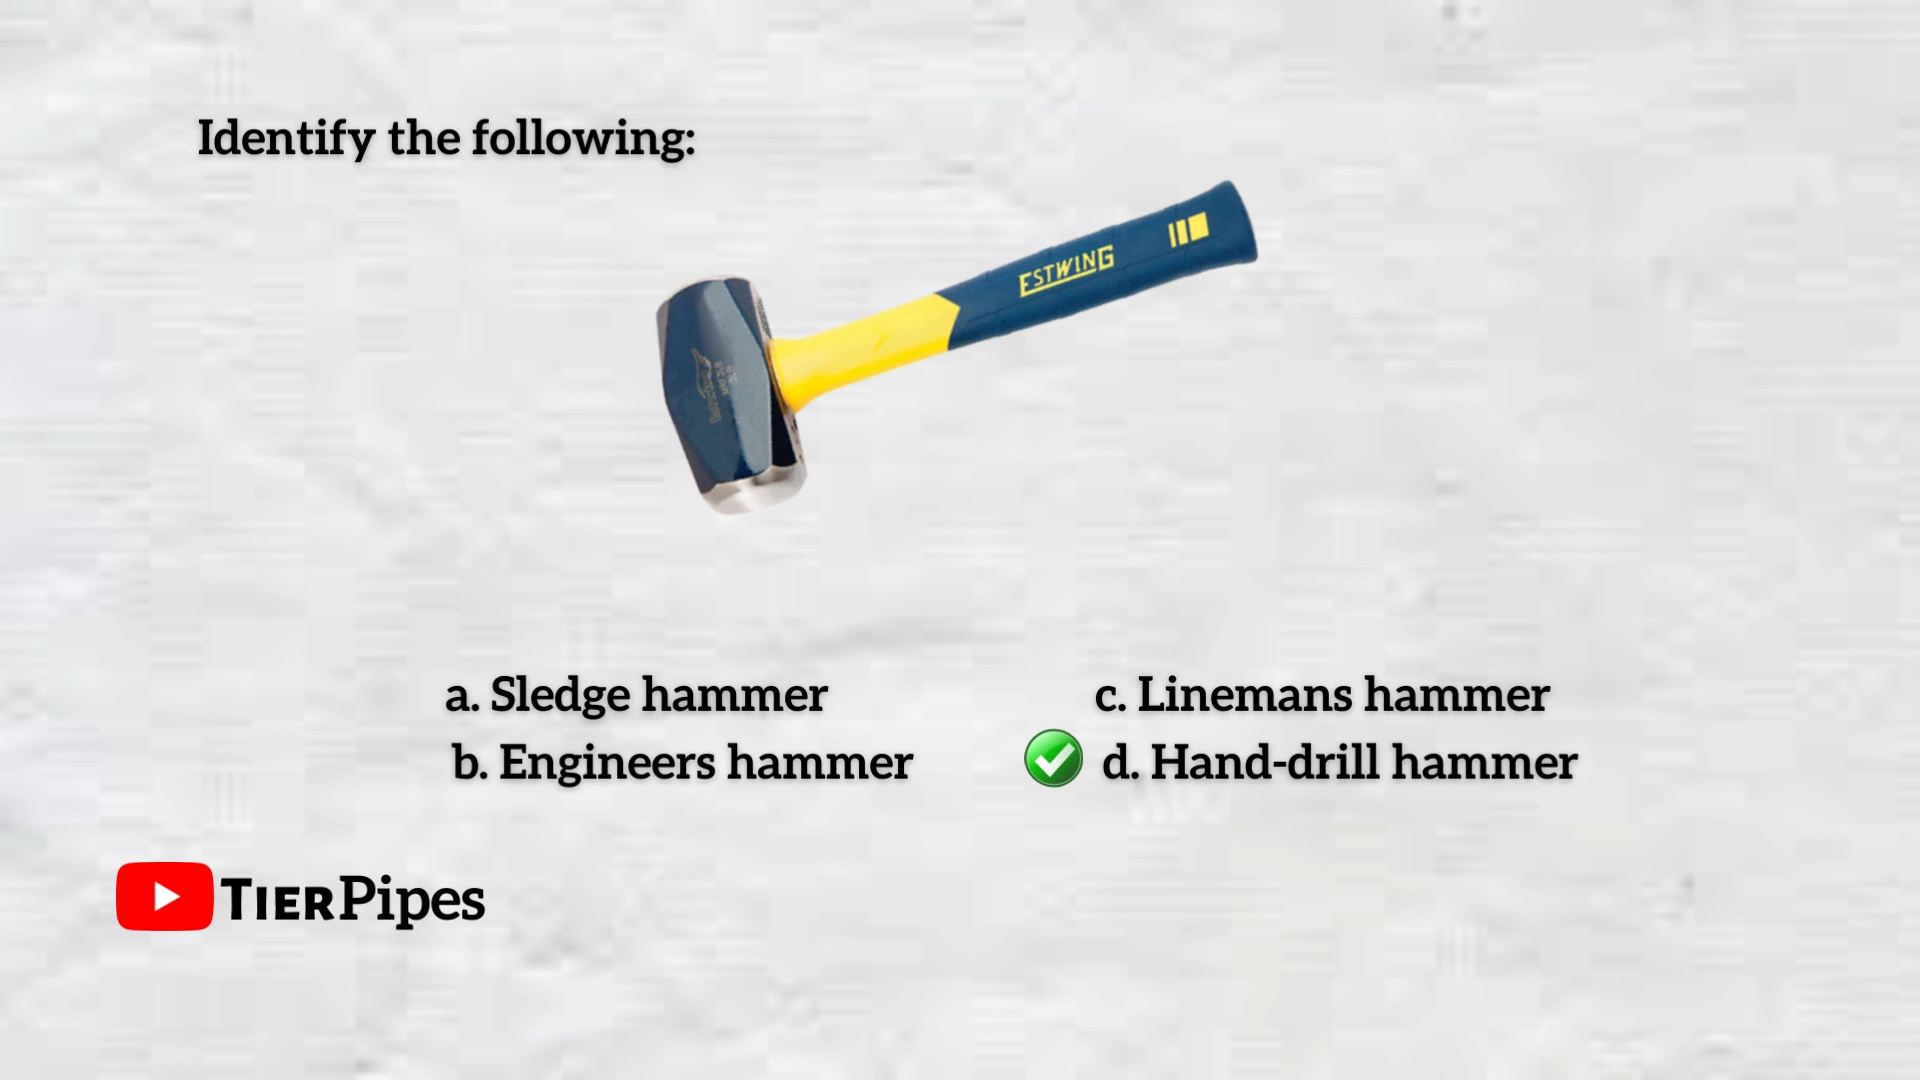 Identify the following:
ESTWING
a. Sledge hammer
b. Engineers hammer
c. Linemans hammer
d. Hand-drill hammer
TIERPipes